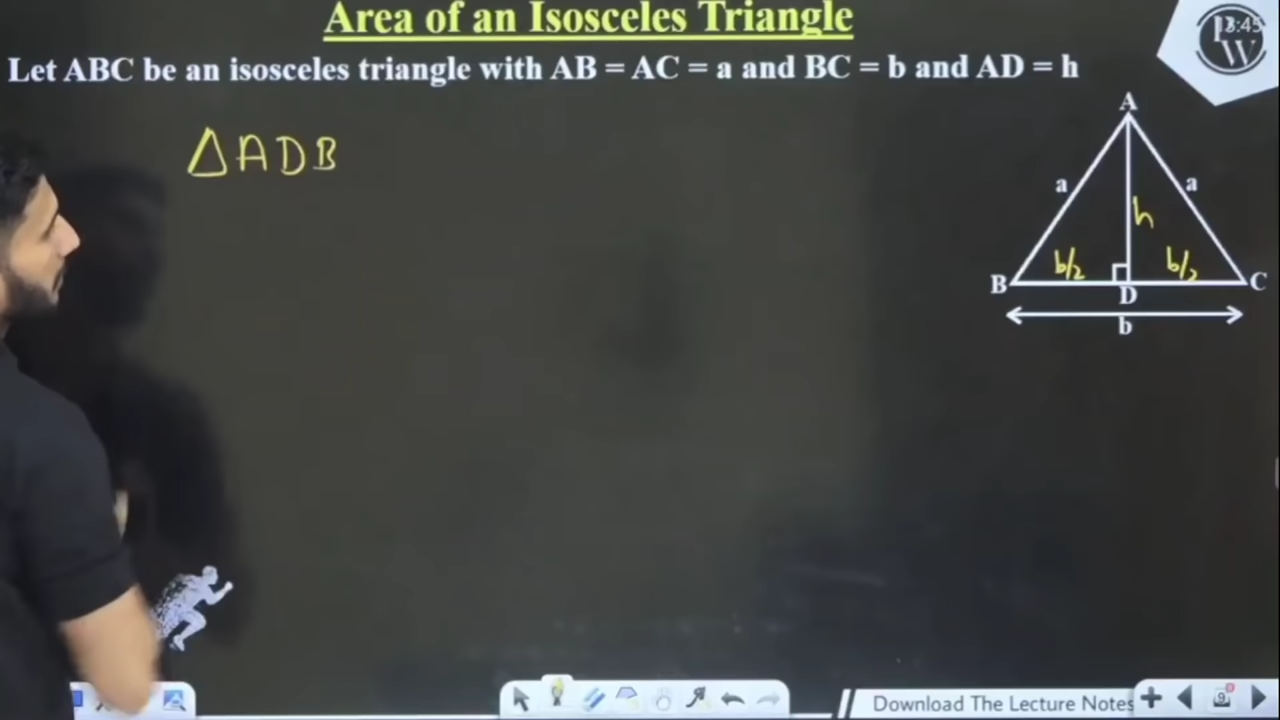 Area of an Isosceles Triangle
Let ABC be an isosceles triangle with AB = AC = a and BC = b and AD = h
△ADB
A
a
a
h
b/2
b/2
B
D
C
b
Download The Lecture Notes